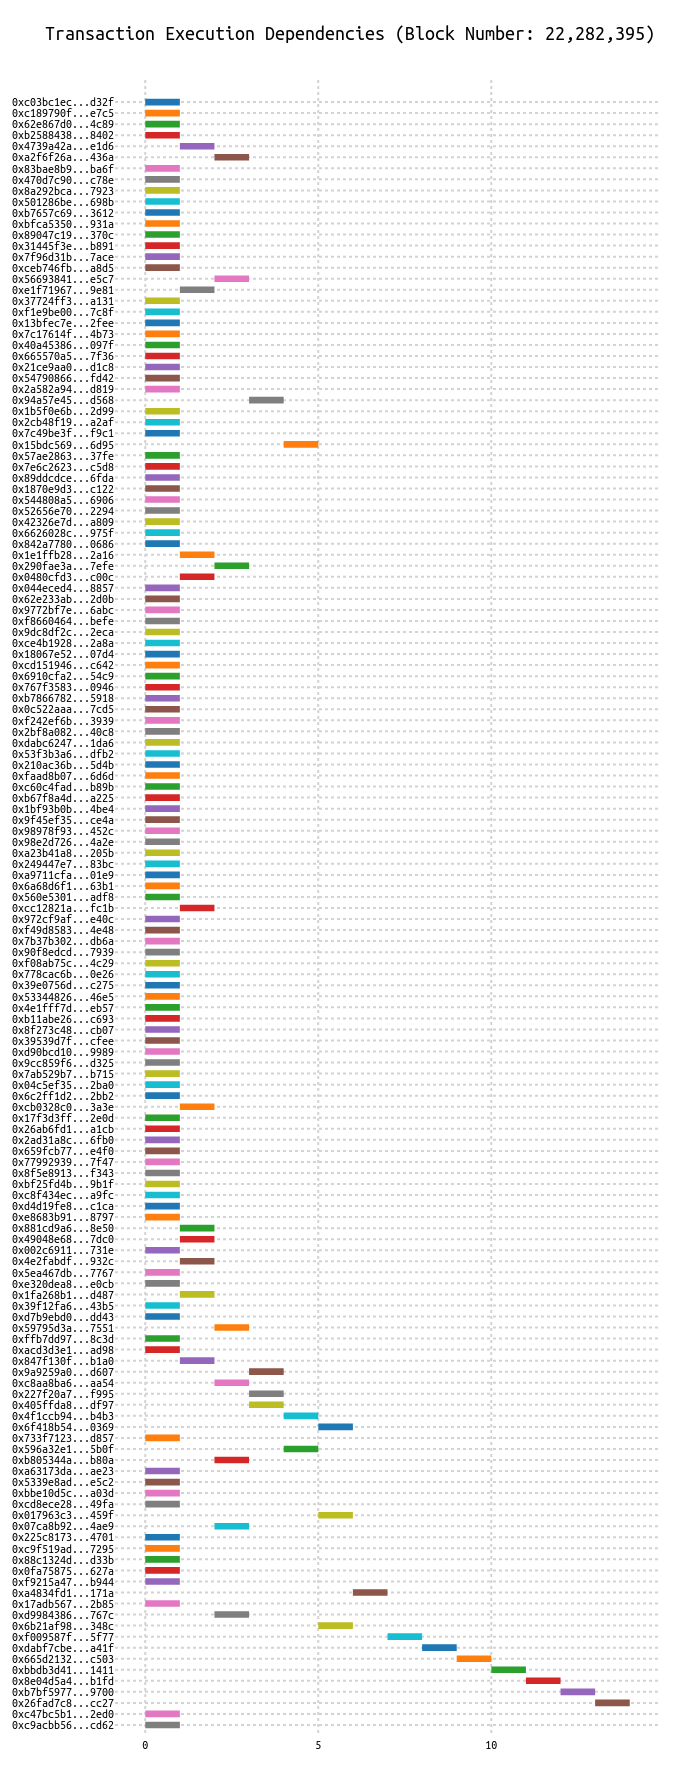 Transaction Execution Dependencies (Block Number: 22,282,395)
0xc03bc1ec...d32f
0xc189790f...e7c5
0x62e867d0...4c89
0xb2588438...8402
0x4739a42a...e1d6
0xa2f6f26a...436a
0x83bae8b9...ba6f
0x470d7c90...c78e
0x8a292bca...7923
0x501286be...698b
0xb7657c69...3612
0xbfca5350...931a
0x89047c19...370c
0x31445f3e...b891
0x7f96d31b...7ace
0xceb746fb...a8d5
0x56693841...e5c7
0xe1f71967...9e81
0x37724ff3...a131
0xf1e9be00...7c8f
0x13bfec7e...2fee
0x7c17614f...4b73
0x40a45386...097f
0x665570a5...7f36
0x21ce9aa0...d1c8
0x54790866...fd42
0x2a582a94...d819
0x94a57e45...d568
0x1b5f0e6b...2d99
0x2cb48f19...a2af
0x7c49be3f...f9c1
0x15bdc569...6d95
0x57ae2863...37fe
0x7e6c2623...c5d8
0x89ddcdce...6fda
0x1870e9d3...c122
0x544808a5...6906
0x52656e70...2294
0x42326e7d...a809
0x6626028c...975f
0x842a7780...0686
0x1e1ffb28...2a16
0x290fae3a...7efe
0x0480cfd3...c00c
0x044eced4...8857
0x62e233ab...2d0b
0x9772bf7e...6abc
0xf8660464...befe
0x9dc8df2c...2eca
0xce4b1928...2a8a
0x18067e52...07d4
0xcd151946...c642
0x6910cfa2...54c9
0x767f3583...0946
0xb7866782...5918
0x0c522aaa...7cd5
0xf242ef6b...3939
0x2bf8a082...40c8
0xdabc6247...1da6
0x53f3b3a6...dfb2
0x210ac36b...5d4b
0xfaad8b07...6d6d
0xc60c4fad...b89b
0xb67f8a4d...a225
0x1bf93b0b...4be4
0x9f45ef35...ce4a
0x98978f93...452c
0x98e2d726...4a2e
0xa23b41a8...205b
0x249447e7...83bc
0xa9711cfa...01e9
0x6a68d6f1...63b1
0x560e5301...adf8
0xcc12821a...fc1b
0x972cf9af...e40c
0xf49d8583...4e48
0x7b37b302...db6a
0x90f8edcd...7939
0xf08ab75c...4c29
0x778cac6b...0e26
0x39e0756d...c275
0x53344826...46e5
0x4e1fff7d...eb57
0xb11abe26...c693
0x8f273c48...cb07
0x39539d7f...cfee
0xd90bcd10...9989
0x9cc859f6...d325
0x7ab529b7...b715
0x04c5ef35...2ba0
0x6c2ff1d2...2bb2
0xcb0328c0...3a3e
0x17f3d3ff...2e0d
0x26ab6fd1...a1cb
0x2ad31a8c...6fb0
0x659fcb77...e4f0
0x77992939...7f47
0x8f5e8913...f343
0xbf25fd4b...9b1f
0xc8f434ec...a9fc
0xd4d19fe8...c1ca
0xe8683b91...8797
0x881cd9a6...8e50
0x49048e68...7dc0
0x002c6911...731e
0x4e2fabdf...932c
0x5ea467db...7767
0xe320dea8...e0cb
0x1fa268b1...d487
0x39f12fa6...43b5
0xd7b9ebd0...dd43
0x59795d3a...7551
0xffb7dd97...8c3d
0xacd3d3e1...ad98
0x847f130f...b1a0
0x9a9259a0...d607
0xc8aa8ba6...aa54
0x227f20a7...f995
0x405ffda8...df97
0x4f1ccb94...b4b3
0x6f418b54...0369
0x733f7123...d857
0x596a32e1...5b0f
0xb805344a...b80a
0xa63173da...ae23
0x5339e8ad...e5c2
0xbbe10d5c...a03d
0xcd8ece28...49fa
0x017963c3...459f
0x07ca8b92...4ae9
0x225c8173...4701
0xc9f519ad...7295
0x88c1324d...d33b
0x0fa75875...627a
0xf9215a47...b944
0xa4834fd1...171a
0x17adb567...2b85
0xd9984386...767c
0x6b21af98...348c
0xf009587f...5f77
0xdabf7cbe...a41f
0x665d2132...c503
0xbbdb3d41...1411
0x8e04d5a4...b1fd
0xb7bf5977...9700
0x26fad7c8...cc27
0xc47bc5b1...2ed0
0xc9acbb56...cd62
0 5 10